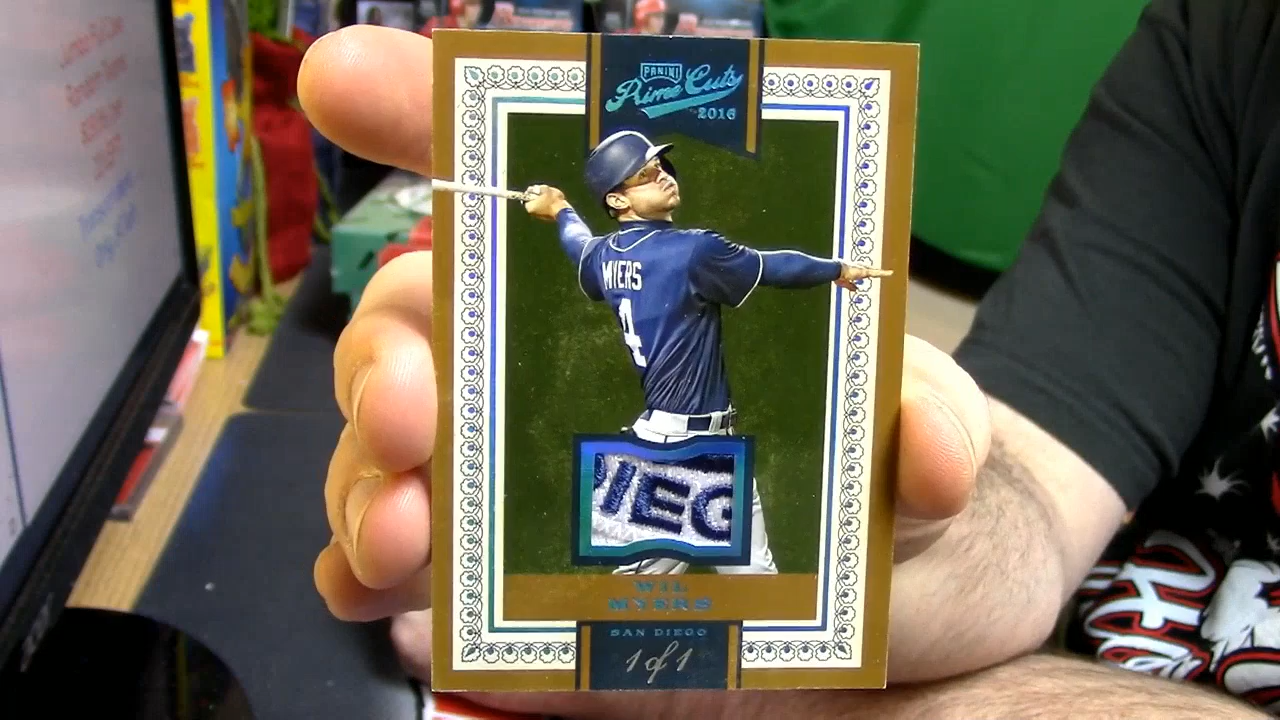 PANINI
Prime Cuts
2016
MYERS
4
IEG
WIL
MYERS
SAN DIEGO
1 of 1